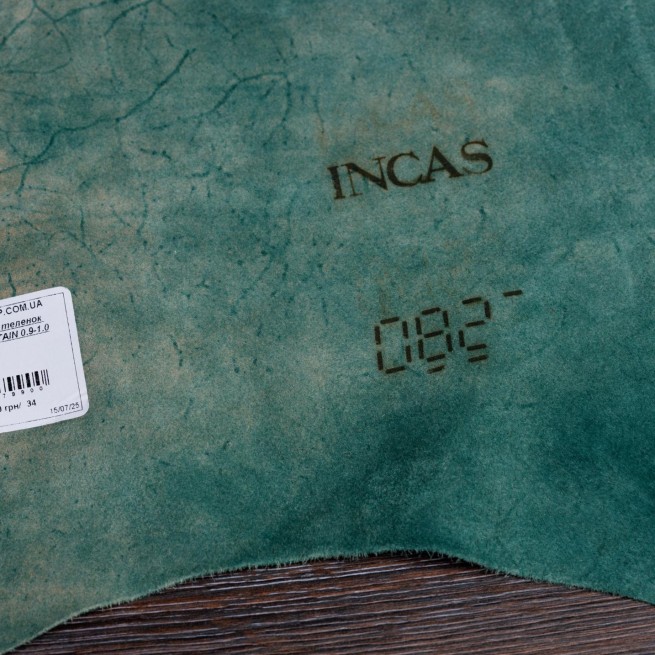 INCAS
082-
P.COM.UA
теленок
TAIN 0.9-1.0
грн/ 34
15/07/25